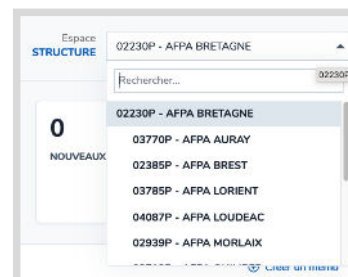 Espace
STRUCTURE
02230P - AFPA BRETAGNE
Rechercher...
02230P
02230P - AFPA BRETAGNE
0
NOUVEAUX
03770P - AFPA AURAY
02385P - AFPA BREST
03785P - AFPA LORIENT
04087P - AFPA LOUDEAC
02939P - AFPA MORLAIX
Créer un mémo